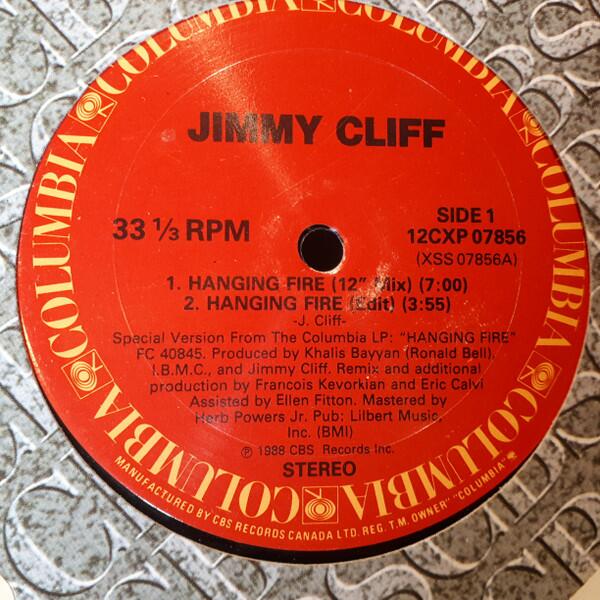 COLUMBIA COLUMBIA COLUMBIA COLUMBIA COLUMBIA COLUMBIA COLUMBIA COLUMBIA
JIMMY CLIFF
33 1/3 RPM
SIDE 1
12CXP 07856
(XSS 07856A)
1. HANGING FIRE (12" Mix) (7:00)
2. HANGING FIRE (Edit) (3:55)
-J. Cliff-
Special Version From The Columbia LP: "HANGING FIRE"
FC 40845. Produced by Khalis Bayyan (Ronald Bell),
I.B.M.C., and Jimmy Cliff. Remix and additional
production by Francois Kevorkian and Eric Calvi
Assisted by Ellen Fitton. Mastered by
Herb Powers Jr. Pub: Lilbert Music,
Inc. (BMI)
℗ 1988 CBS Records Inc.
STEREO
MANUFACTURED BY CBS RECORDS CANADA LTD. REG. T.M. OWNER "COLUMBIA"